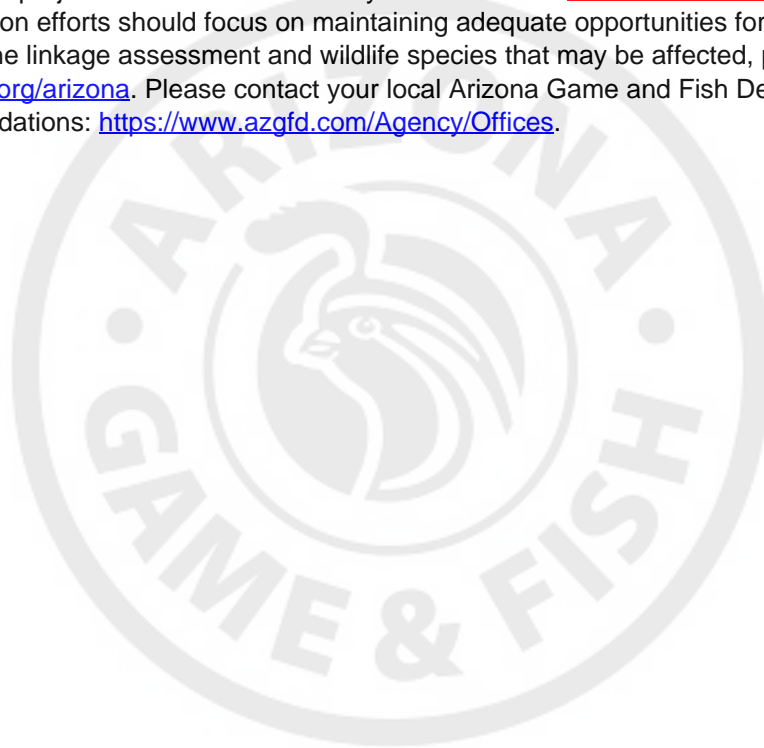 on efforts should focus on maintaining adequate opportunities for
he linkage assessment and wildlife species that may be affected, p
org/arizona. Please contact your local Arizona Game and Fish De
dations: https://www.azgfd.com/Agency/Offices.
ARIZONA
GAME & FISH